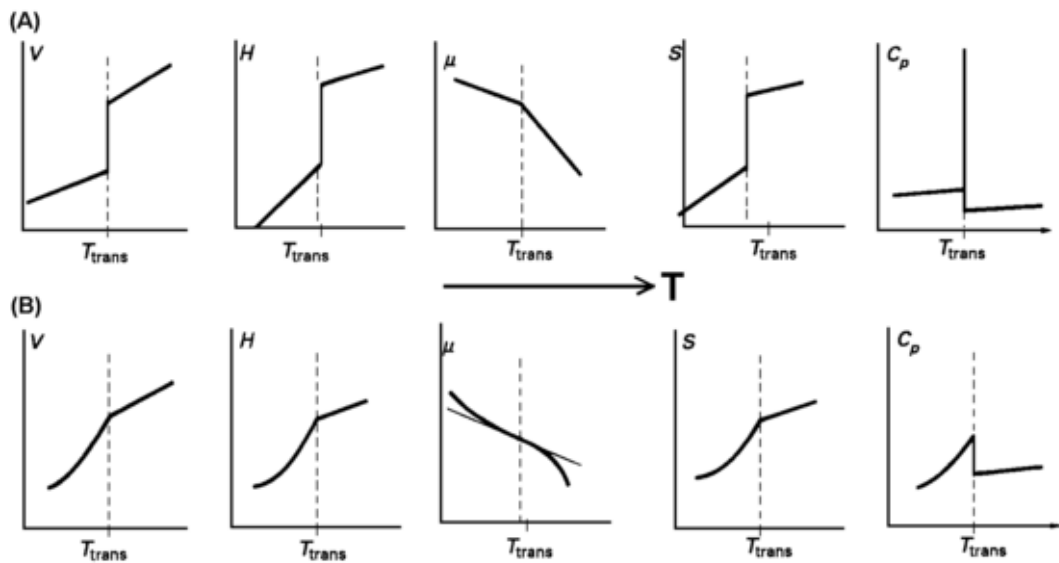 (A)
V H μ S Cp
Ttrans Ttrans Ttrans Ttrans Ttrans
T
(B)
V H μ S Cp
Ttrans Ttrans Ttrans Ttrans Ttrans